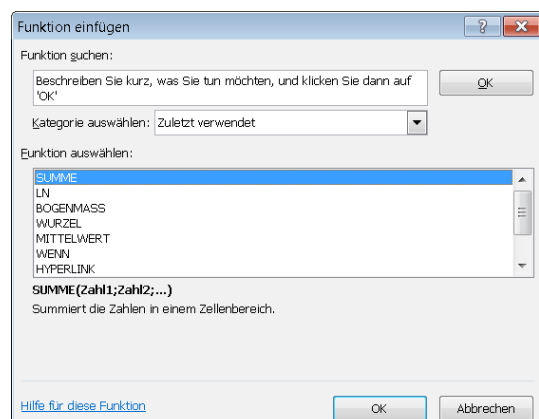 Funktion einfügen
Funktion suchen:
Beschreiben Sie kurz, was Sie tun möchten, und klicken Sie dann auf
'OK'
OK
Kategorie auswählen: Zuletzt verwendet
Funktion auswählen:
SUMME
LN
BOGENMASS
WURZEL
MITTELWERT
WENN
HYPERLINK
SUMME(Zahl1;Zahl2;...)
Summiert die Zahlen in einem Zellenbereich.
Hilfe für diese Funktion
OK
Abbrechen